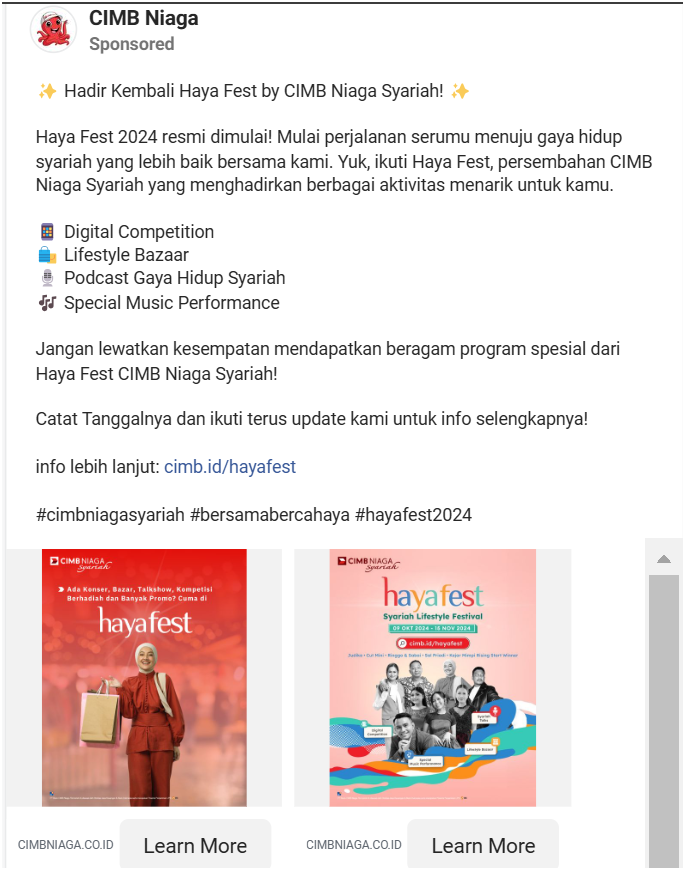 CIMB Niaga
Sponsored
✨ Hadir Kembali Haya Fest by CIMB Niaga Syariah! ✨
Haya Fest 2024 resmi dimulai! Mulai perjalanan serumu menuju gaya hidup
syariah yang lebih baik bersama kami. Yuk, ikuti Haya Fest, persembahan CIMB
Niaga Syariah yang menghadirkan berbagai aktivitas menarik untuk kamu.
Digital Competition
Lifestyle Bazaar
Podcast Gaya Hidup Syariah
Special Music Performance
Jangan lewatkan kesempatan mendapatkan beragam program spesial dari
Haya Fest CIMB Niaga Syariah!
Catat Tanggalnya dan ikuti terus update kami untuk info selengkapnya!
info lebih lanjut: cimb.id/hayafest
#cimbniagasyariah #bersamabercahaya #hayafest2024
CIMB NIAGA
Syariah
Ada Konser, Bazar, Talkshow, Kompetisi
Berhadiah dan Banyak Promo? Cuma di
hayafest
CIMBNIAGA.CO.ID
Learn More
CIMB NIAGA
Syariah
hayafest
Syariah Lifestyle Festival
09 OKT 2024 - 15 NOV 2024
cimb.id/hayafest
Syariah
Talks
Digital
Competition
Lifestyle Bazaar
Special
Music Performance
CIMBNIAGA.CO.ID
Learn More